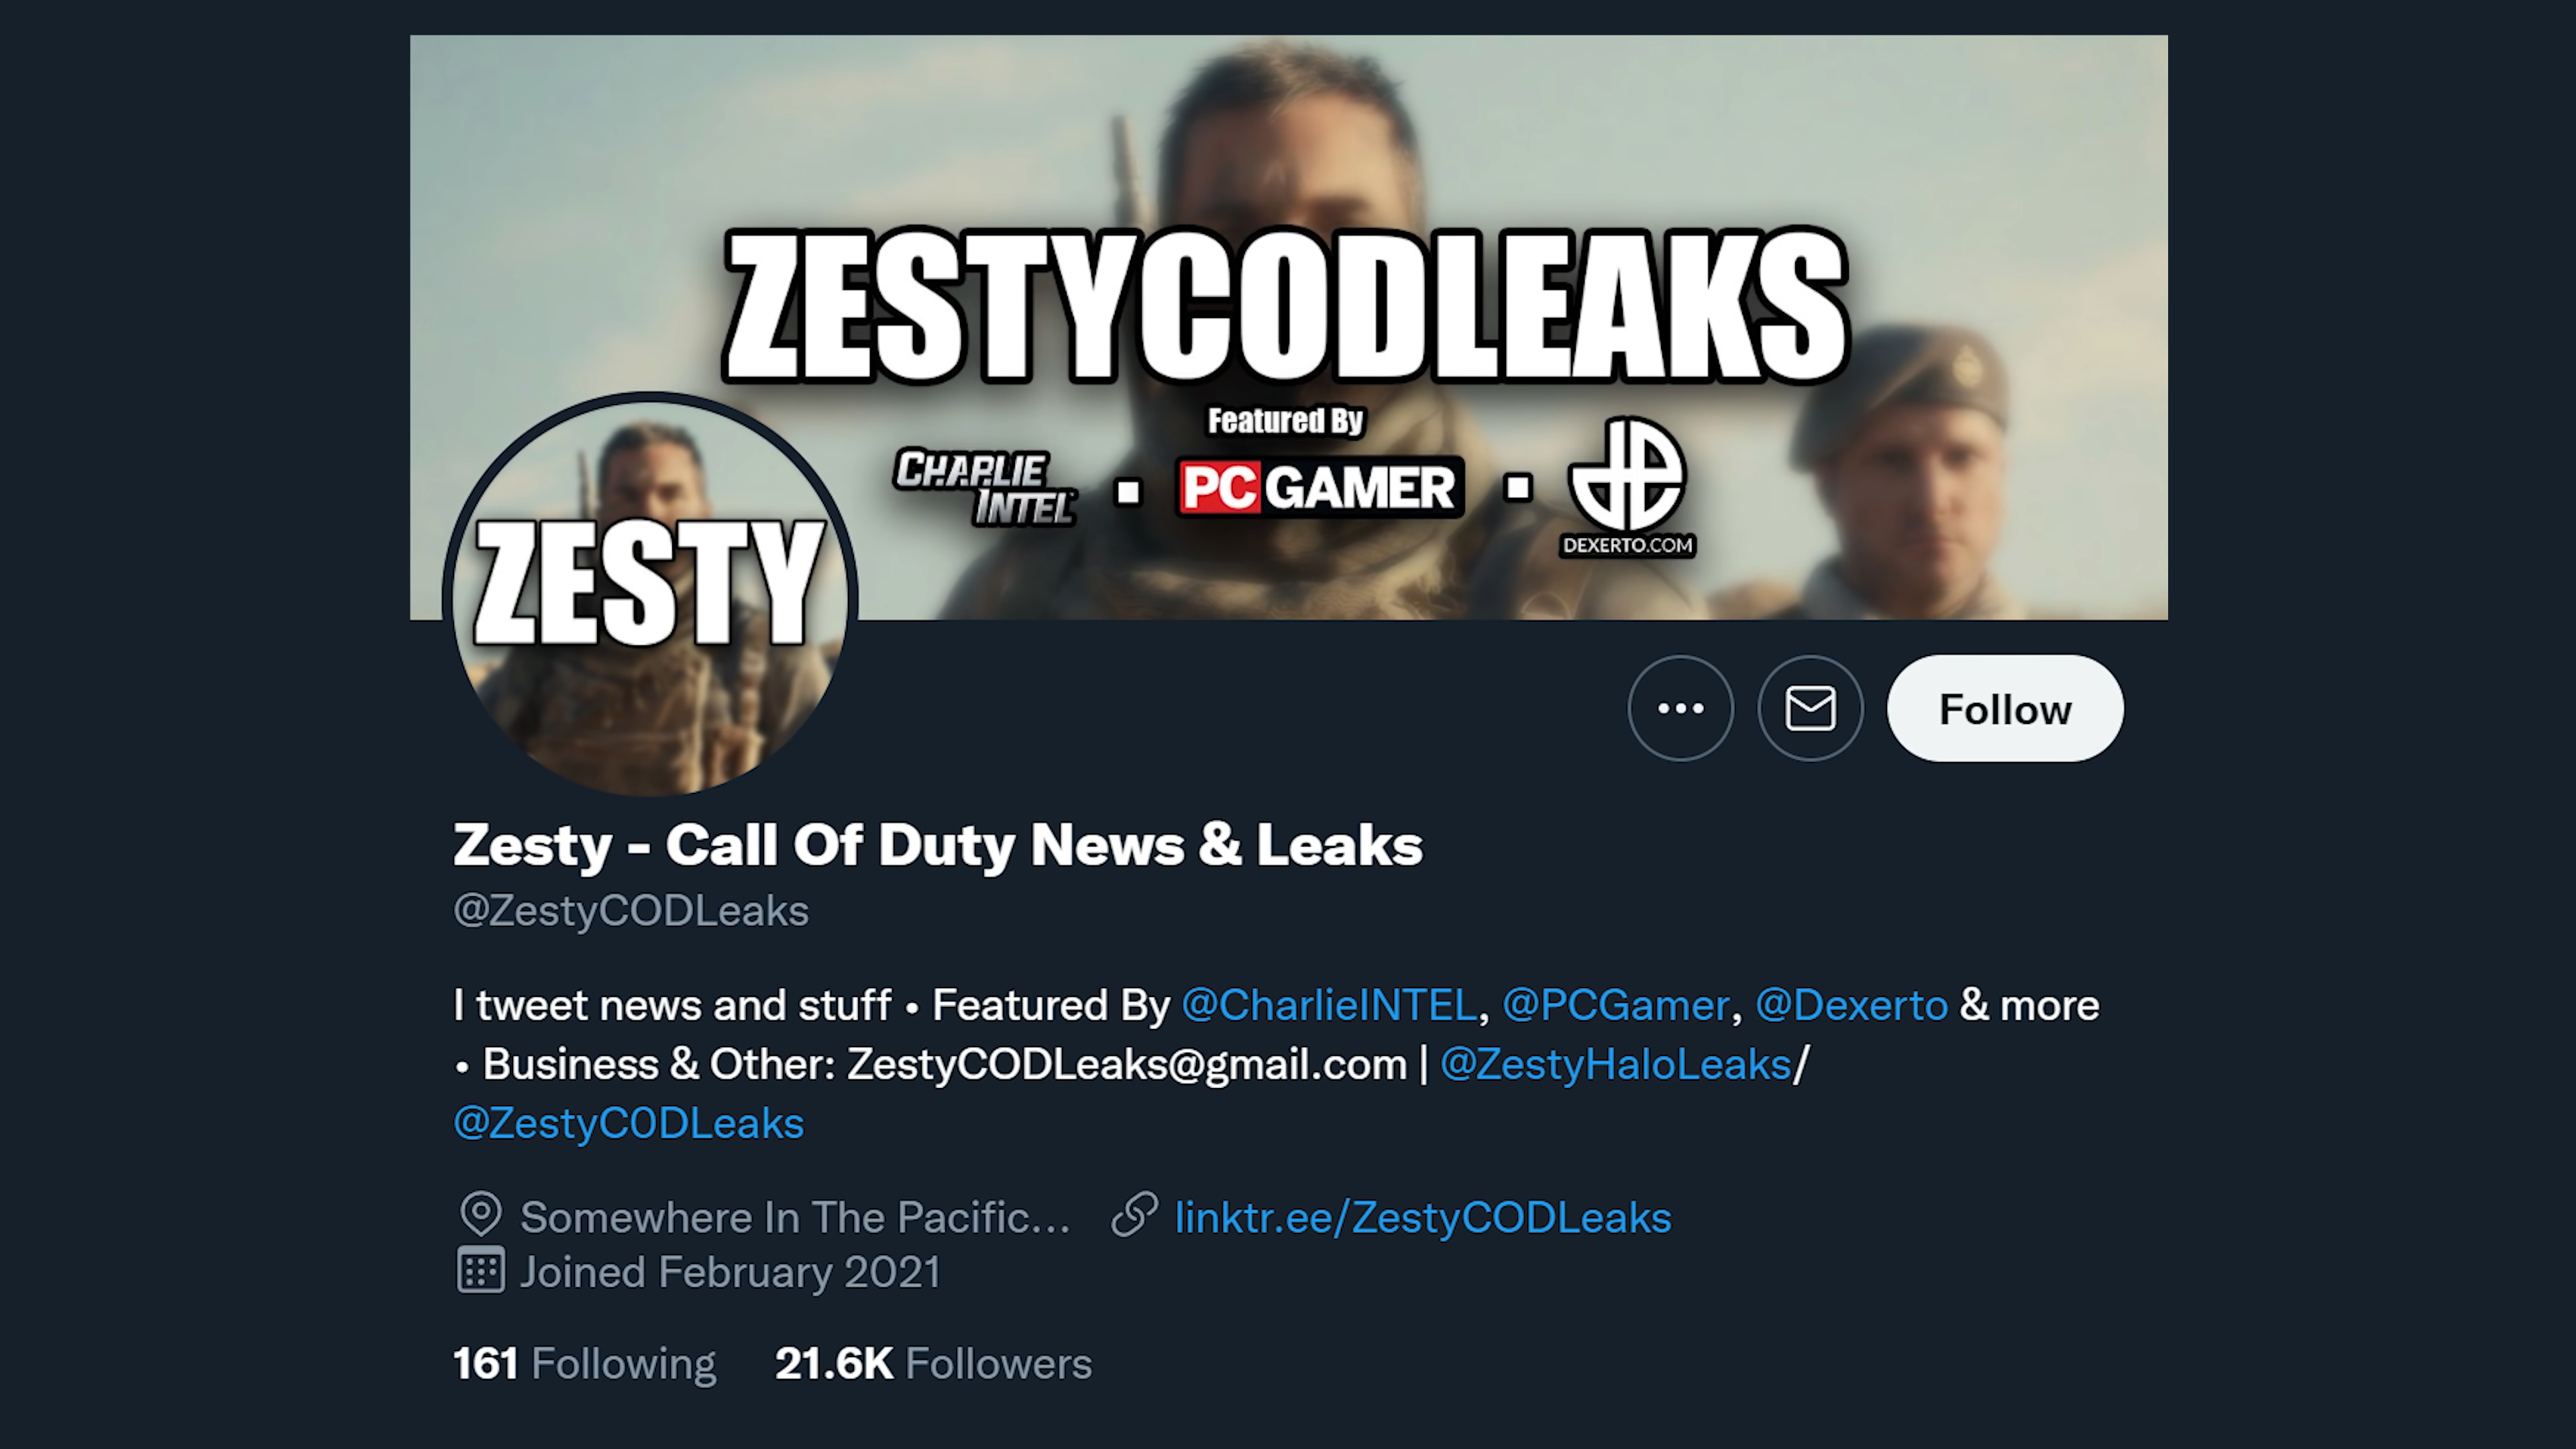 ZESTYCODLEAKS
Featured By
CHARLIE
INTEL
PC GAMER
DEXERTO.COM
ZESTY
Follow
Zesty - Call Of Duty News & Leaks
@ZestyCODLeaks
I tweet news and stuff • Featured By @CharlieINTEL, @PCGamer, @Dexerto & more
• Business & Other: ZestyCODLeaks@gmail.com | @ZestyHaloLeaks/
@ZestyC0DLeaks
Somewhere In The Pacific... linktr.ee/ZestyCODLeaks
Joined February 2021
161 Following 21.6K Followers